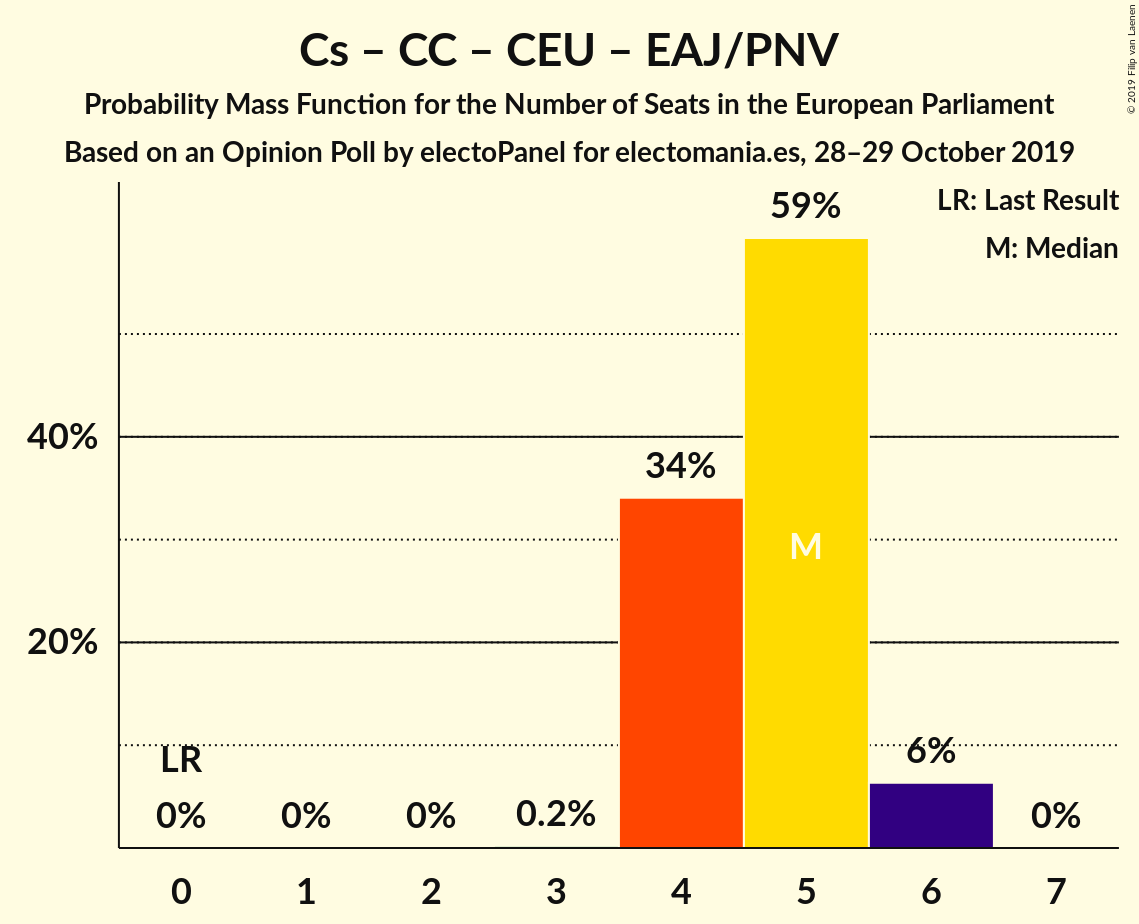 Cs – CC – CEU – EAJ/PNV
Probability Mass Function for the Number of Seats in the European Parliament
Based on an Opinion Poll by electoPanel for electomania.es, 28–29 October 2019
© 2019 Filip van Laenen
LR: Last Result
M: Median
59%
40%
34%
M
20%
LR
6%
0%
0%
0%
0.2%
0%
0
1
2
3
4
5
6
7